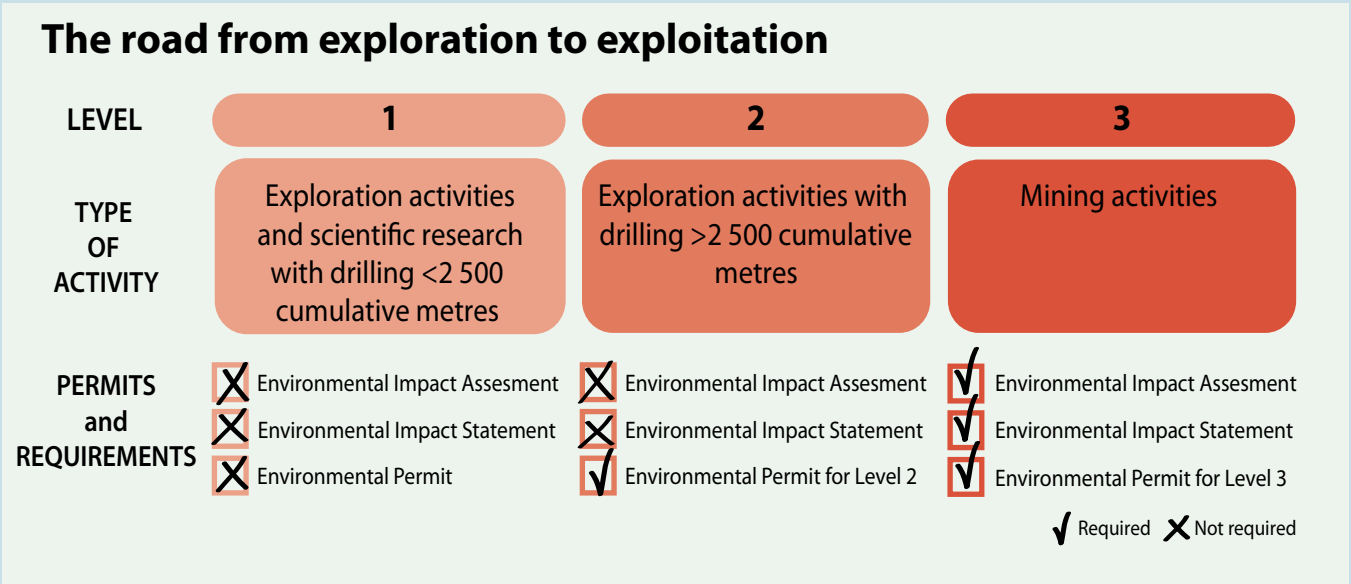 The road from exploration to exploitation
LEVEL
1
2
3
TYPE
OF
ACTIVITY
Exploration activities
and scientific research
with drilling <2 500
cumulative metres
Exploration activities with
drilling >2 500 cumulative
metres
Mining activities
PERMITS
and
REQUIREMENTS
Environmental Impact Assesment
Environmental Impact Statement
Environmental Permit
Environmental Impact Assesment
Environmental Impact Statement
Environmental Permit for Level 2
Environmental Impact Assesment
Environmental Impact Statement
Environmental Permit for Level 3
Required
Not required